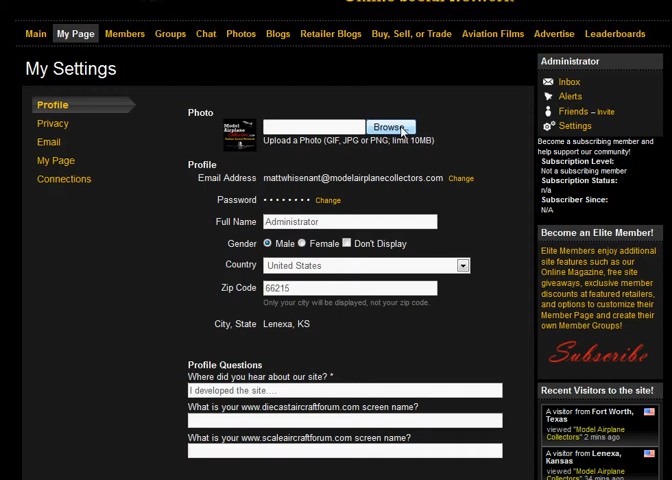 Main My Page Members Groups Chat Photos Blogs Retailer Blogs Buy, Sell, or Trade Aviation Films Advertise Leaderboards
My Settings
Profile
Privacy
Email
My Page
Connections
Photo
Model
Airplane
Browse...
Upload a Photo (GIF, JPG or PNG; limit 10MB)
Profile
Email Address mattwhisenant@modelairplanecollectors.com Change
Password • • • • • • • • Change
Full Name Administrator
Gender Male Female Don't Display
Country United States
Zip Code 66215
Only your city will be displayed, not your zip code.
City, State Lenexa, KS
Profile Questions
Where did you hear about our site? *
I developed the site....
What is your www.diecastaircraftforum.com screen name?
What is your www.scaleaircraftforum.com screen name?
Administrator
Inbox
Alerts
Friends – Invite
Settings
Become a subscribing member and
help support our community!
Subscription Level:
Not a subscribing member
Subscription Status:
n/a
Subscriber Since:
N/A
Become an Elite Member!
Elite Members enjoy additional
site features such as our
Online Magazine, free site
giveaways, exclusive member
discounts at featured retailers,
and options to customize their
Member Page and create their
own Member Groups!
Subscribe
Recent Visitors to the site!
A visitor from Fort Worth,
Texas
viewed "Model Airplane
Collectors" 2 mins ago
A visitor from Lenexa,
Kansas
viewed "Model Airplane
Collectors" 34 mins ago